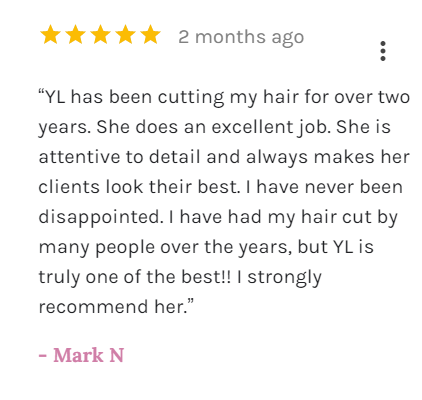 2 months ago
“YL has been cutting my hair for over two
years. She does an excellent job. She is
attentive to detail and always makes her
clients look their best. I have never been
disappointed. I have had my hair cut by
many people over the years, but YL is
truly one of the best!! I strongly
recommend her.”
- Mark N